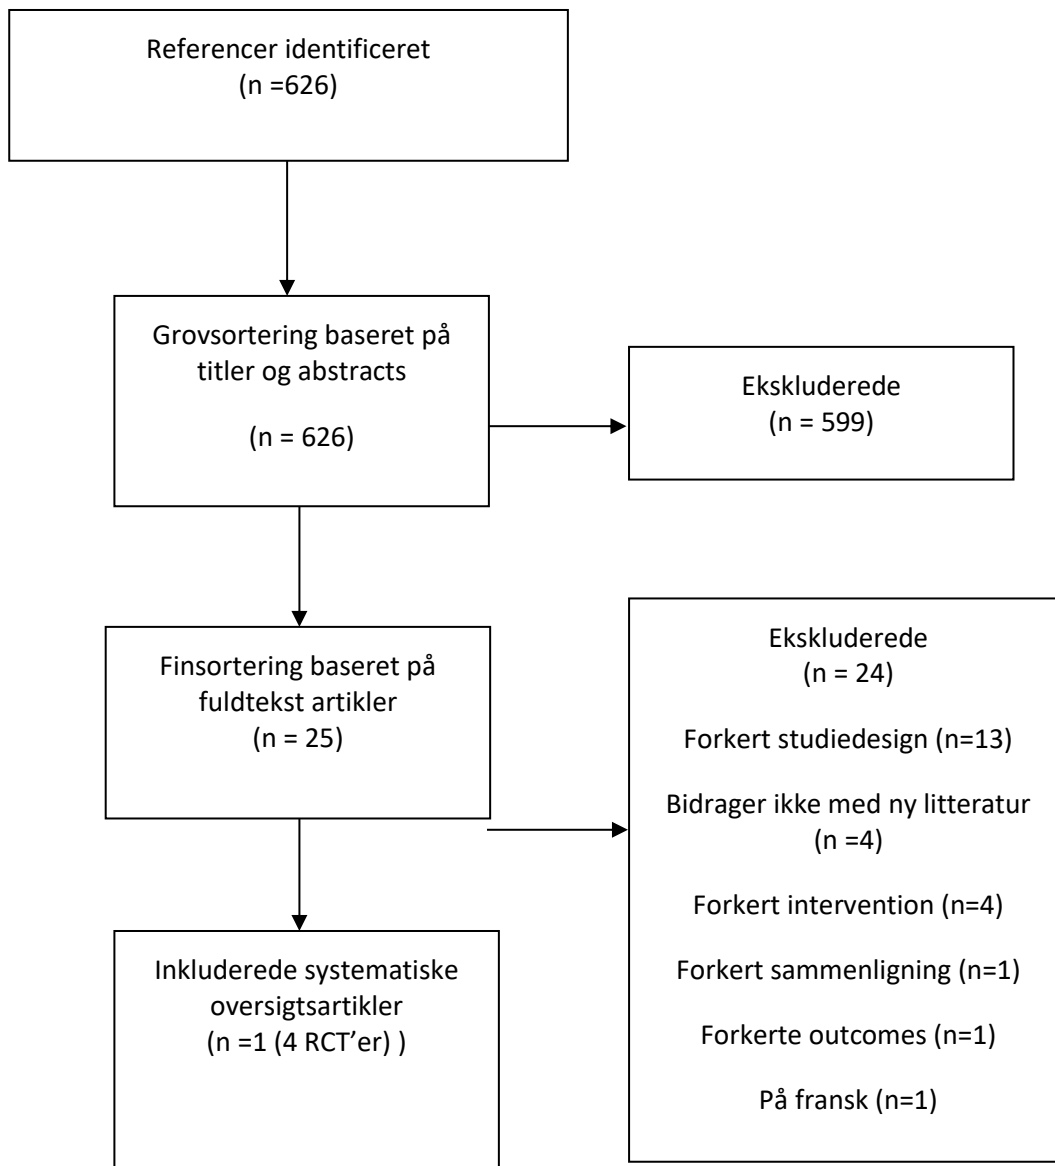 Referencer identificeret
(n =626)
Grovsortering baseret på
titler og abstracts
(n = 626)
Ekskluderede
(n = 599)
Finsortering baseret på
fuldtekst artikler
(n = 25)
Ekskluderede
(n = 24)
Forkert studiedesign (n=13)
Bidrager ikke med ny litteratur
(n =4)
Forkert intervention (n=4)
Forkert sammenligning (n=1)
Forkerte outcomes (n=1)
På fransk (n=1)
Inkluderede systematiske
oversigtsartikler
(n =1 (4 RCT’er) )